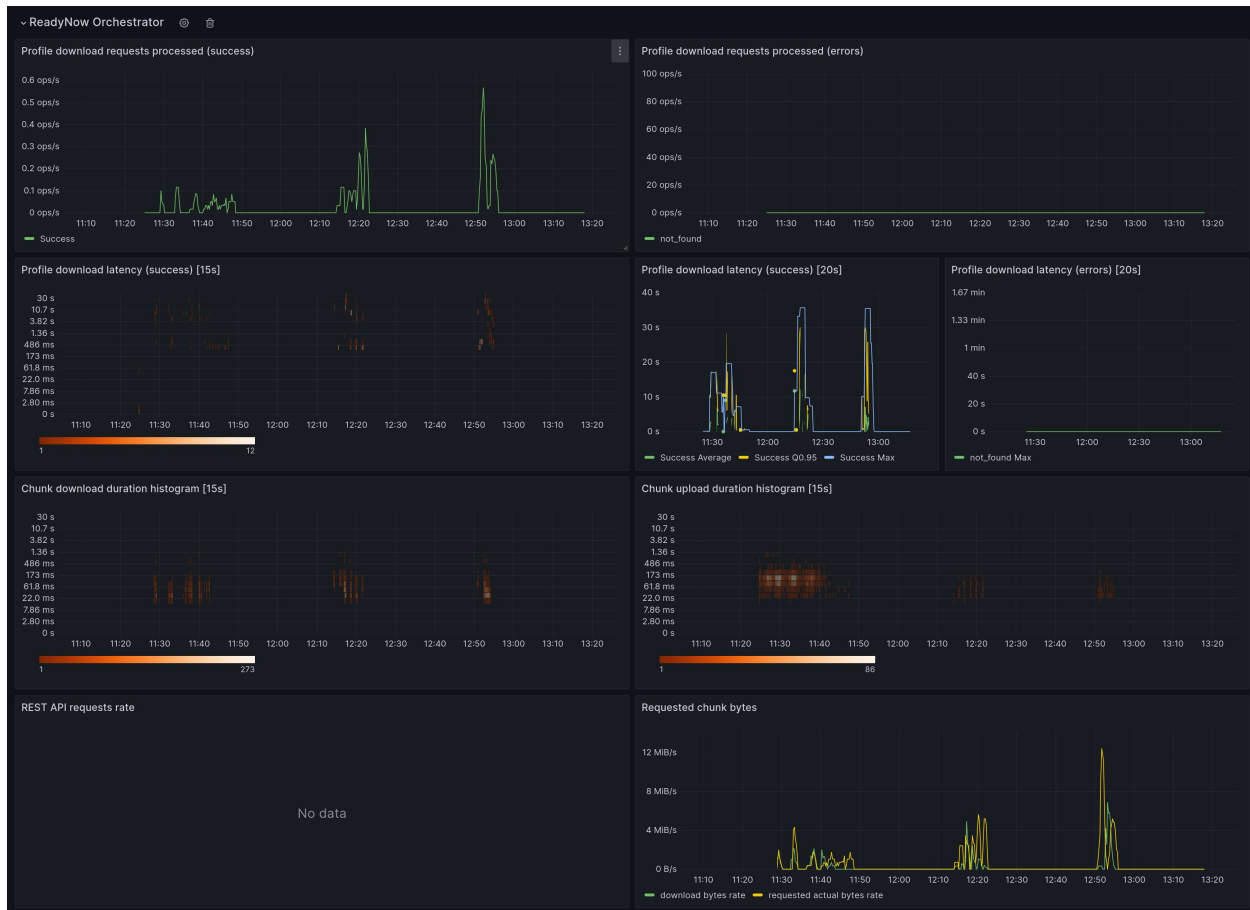 ReadyNow Orchestrator
Profile download requests processed (success)
0.6 ops/s
0.5 ops/s
0.4 ops/s
0.3 ops/s
0.2 ops/s
0.1 ops/s
0 ops/s
11:10 11:20 11:30 11:40 11:50 12:00 12:10 12:20 12:30 12:40 12:50 13:00 13:10 13:20
Success
Profile download requests processed (errors)
100 ops/s
80 ops/s
60 ops/s
40 ops/s
20 ops/s
0 ops/s
11:10 11:20 11:30 11:40 11:50 12:00 12:10 12:20 12:30 12:40 12:50 13:00 13:10 13:20
not_found
Profile download latency (success) [15s]
30 s
10.7 s
3.82 s
1.36 s
486 ms
173 ms
61.8 ms
22.0 ms
7.86 ms
2.80 ms
0 s
11:10 11:20 11:30 11:40 11:50 12:00 12:10 12:20 12:30 12:40 12:50 13:00 13:10 13:20
1 12
Profile download latency (success) [20s]
40 s
30 s
20 s
10 s
0 s
11:30 12:00 12:30 13:00
Success Average Success Q0.95 Success Max
Profile download latency (errors) [20s]
1.67 min
1.33 min
1 min
40 s
20 s
0 s
11:30 12:00 12:30 13:00
not_found Max
Chunk download duration histogram [15s]
30 s
10.7 s
3.82 s
1.36 s
486 ms
173 ms
61.8 ms
22.0 ms
7.86 ms
2.80 ms
0 s
11:10 11:20 11:30 11:40 11:50 12:00 12:10 12:20 12:30 12:40 12:50 13:00 13:10 13:20
1 273
Chunk upload duration histogram [15s]
30 s
10.7 s
3.82 s
1.36 s
486 ms
173 ms
61.8 ms
22.0 ms
7.86 ms
2.80 ms
0 s
11:10 11:20 11:30 11:40 11:50 12:00 12:10 12:20 12:30 12:40 12:50 13:00 13:10 13:20
1 86
REST API requests rate
No data
Requested chunk bytes
12 MiB/s
8 MiB/s
4 MiB/s
0 B/s
11:10 11:20 11:30 11:40 11:50 12:00 12:10 12:20 12:30 12:40 12:50 13:00 13:10 13:20
download bytes rate requested actual bytes rate